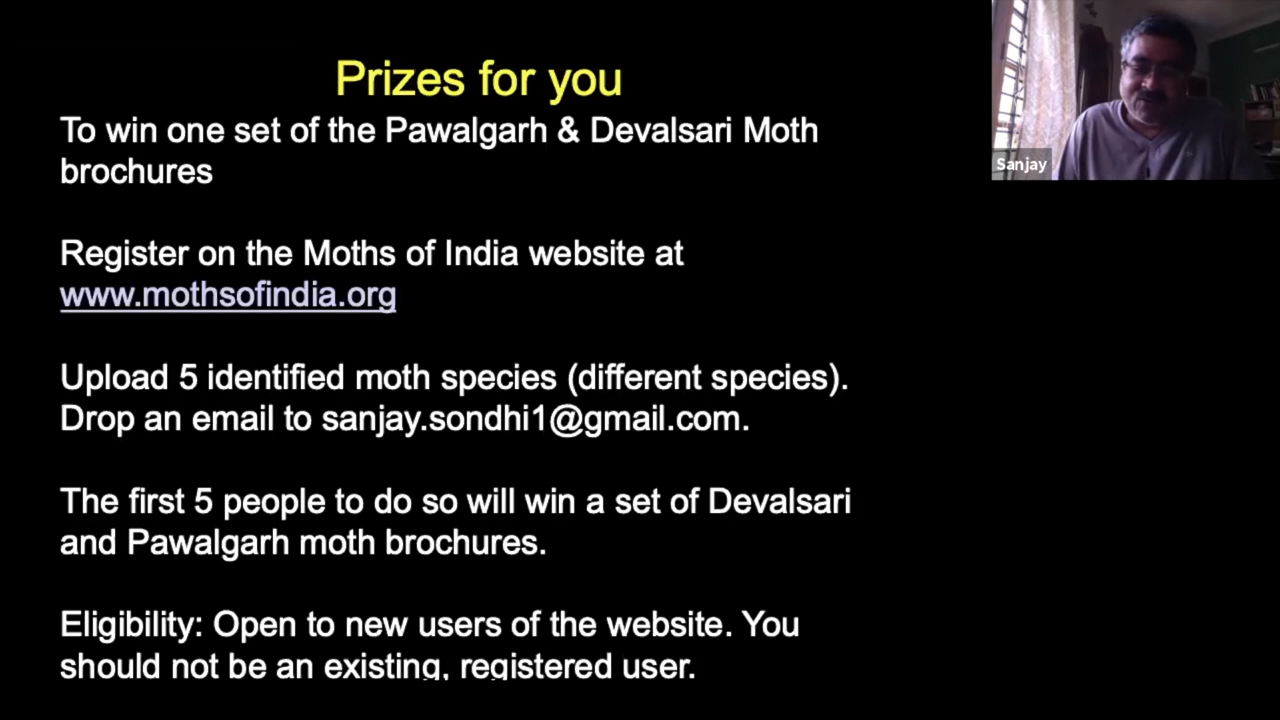 Prizes for you
To win one set of the Pawalgarh & Devalsari Moth
brochures
Register on the Moths of India website at
www.mothsofindia.org
Upload 5 identified moth species (different species).
Drop an email to sanjay.sondhi1@gmail.com.
The first 5 people to do so will win a set of Devalsari
and Pawalgarh moth brochures.
Eligibility: Open to new users of the website. You
should not be an existing, registered user.
Sanjay